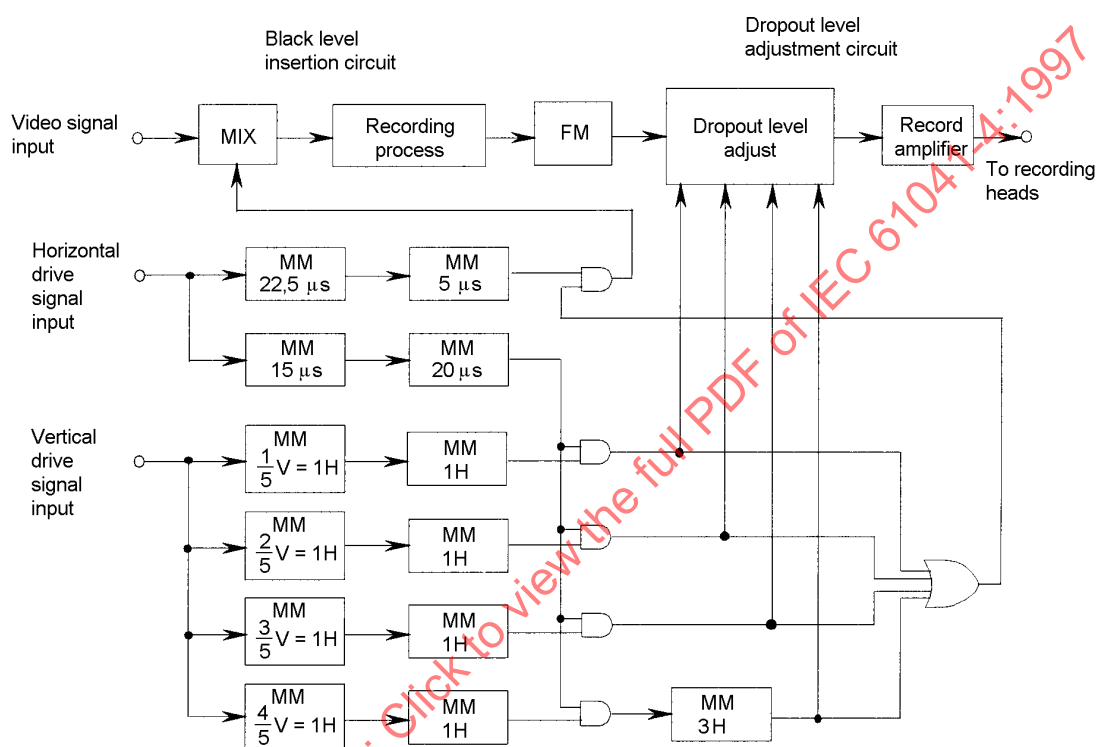 Black level
insertion circuit
Dropout level
adjustment circuit
Video signal
input
MIX
Recording
process
FM
Dropout level
adjust
Record
amplifier
To recording
heads
Horizontal
drive
signal
input
MM
22,5 μs
MM
5 μs
MM
15 μs
MM
20 μs
Vertical
drive
signal
input
MM
1/5 V = 1H
MM
1H
MM
2/5 V = 1H
MM
1H
MM
3/5 V = 1H
MM
1H
MM
4/5 V = 1H
MM
1H
MM
3H
: Click to view the full PDF of IEC 61041-4:1997